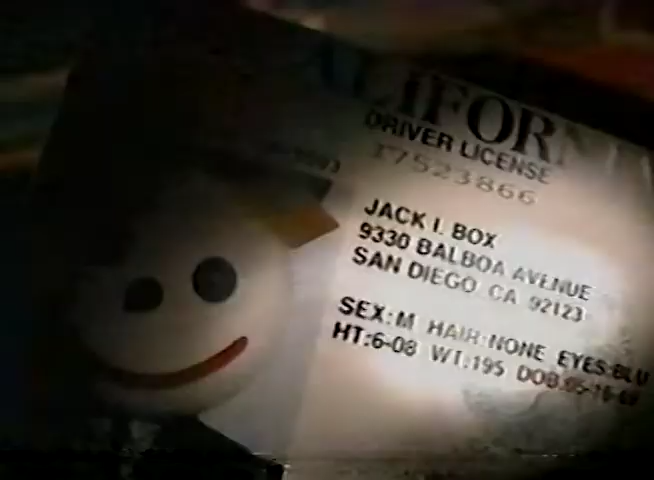 CALIFORNIA
DRIVER LICENSE
I7523866
JACK I. BOX
9330 BALBOA AVENUE
SAN DIEGO CA 92123
SEX:M HAIR:NONE EYES:BLU
HT:6-08 WT:195